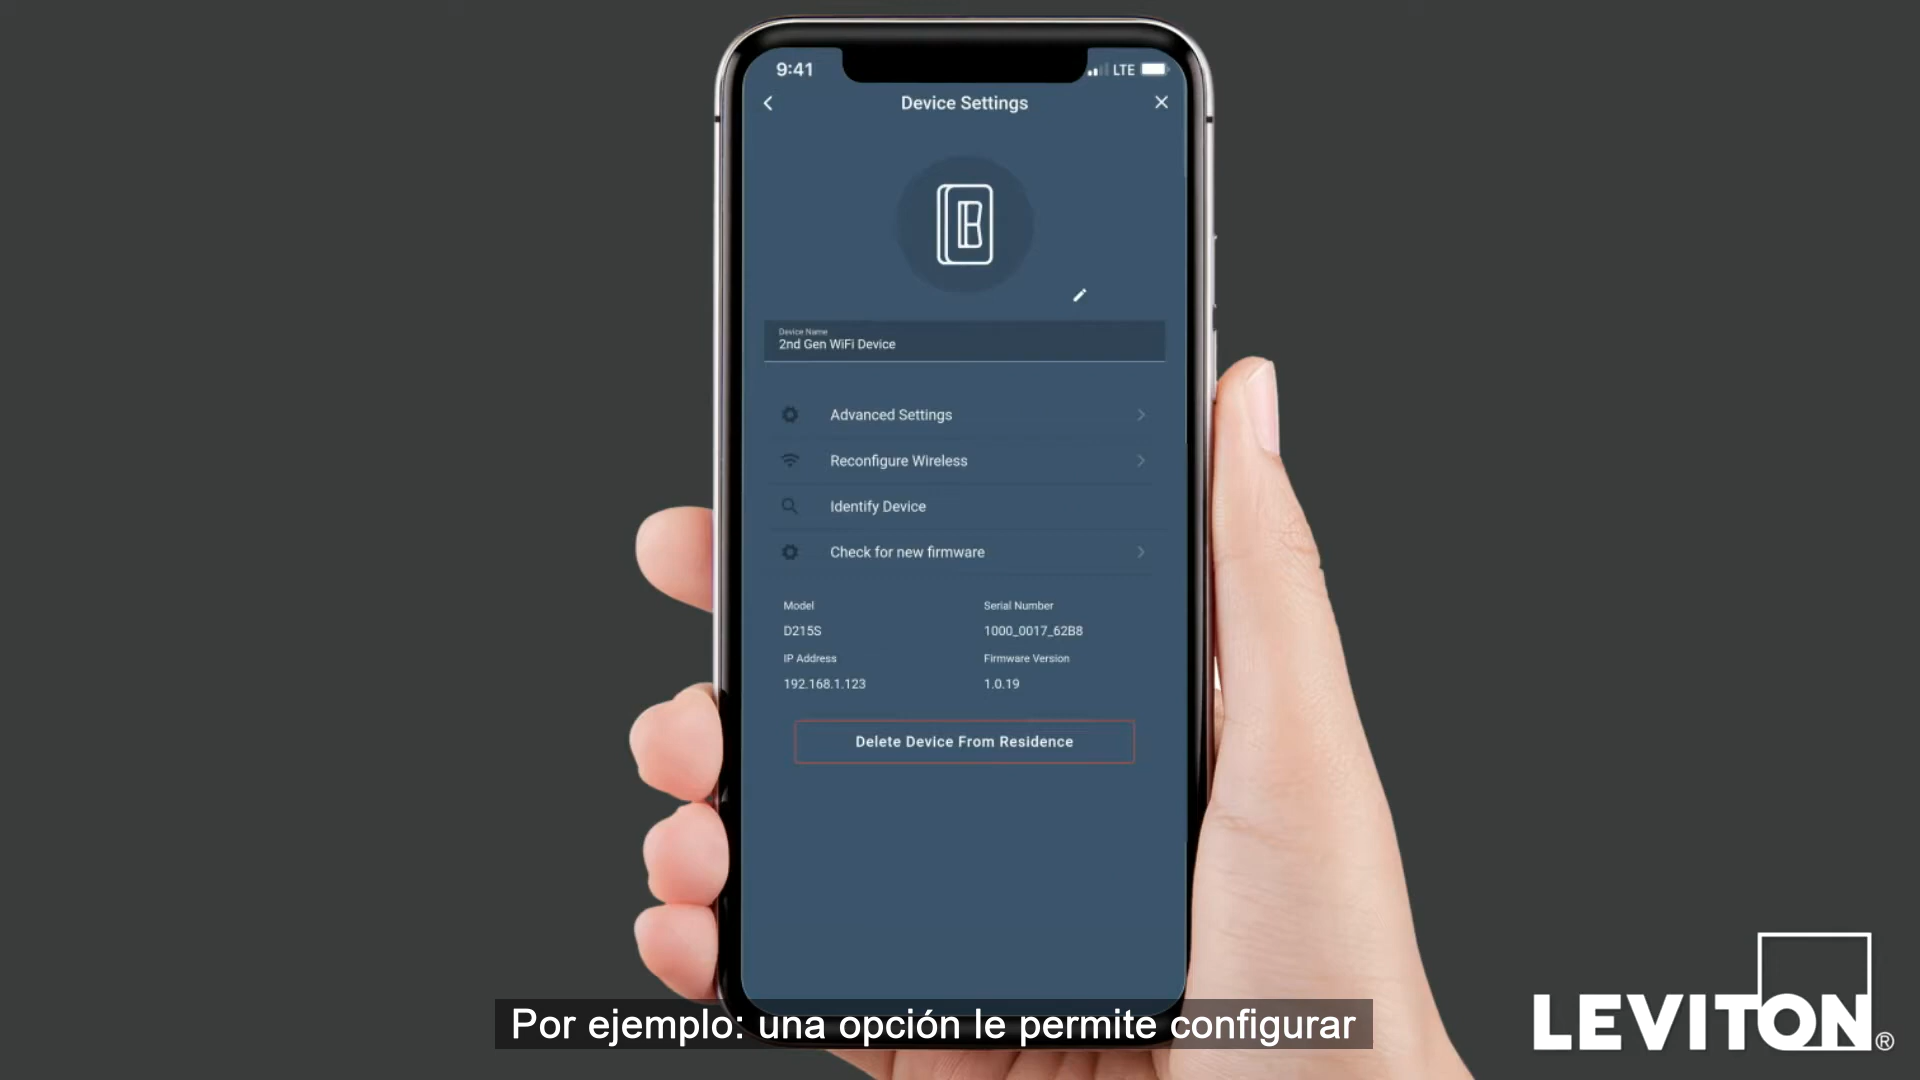 9:41
LTE
Device Settings
Device Name
2nd Gen WiFi Device
Advanced Settings
Reconfigure Wireless
Identify Device
Check for new firmware
Model
Serial Number
D215S
1000_0017_62B8
IP Address
Firmware Version
192.168.1.123
1.0.19
Delete Device From Residence
Por ejemplo: una opción le permite configurar
LEVITON®